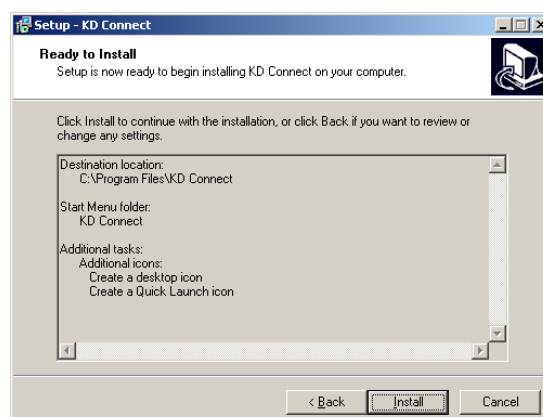 Setup - KD Connect
Ready to Install
Setup is now ready to begin installing KD Connect on your computer.
Click Install to continue with the installation, or click Back if you want to review or
change any settings.
Destination location:
C:\Program Files\KD Connect
Start Menu folder:
KD Connect
Additional tasks:
Additional icons:
Create a desktop icon
Create a Quick Launch icon
< Back
Install
Cancel